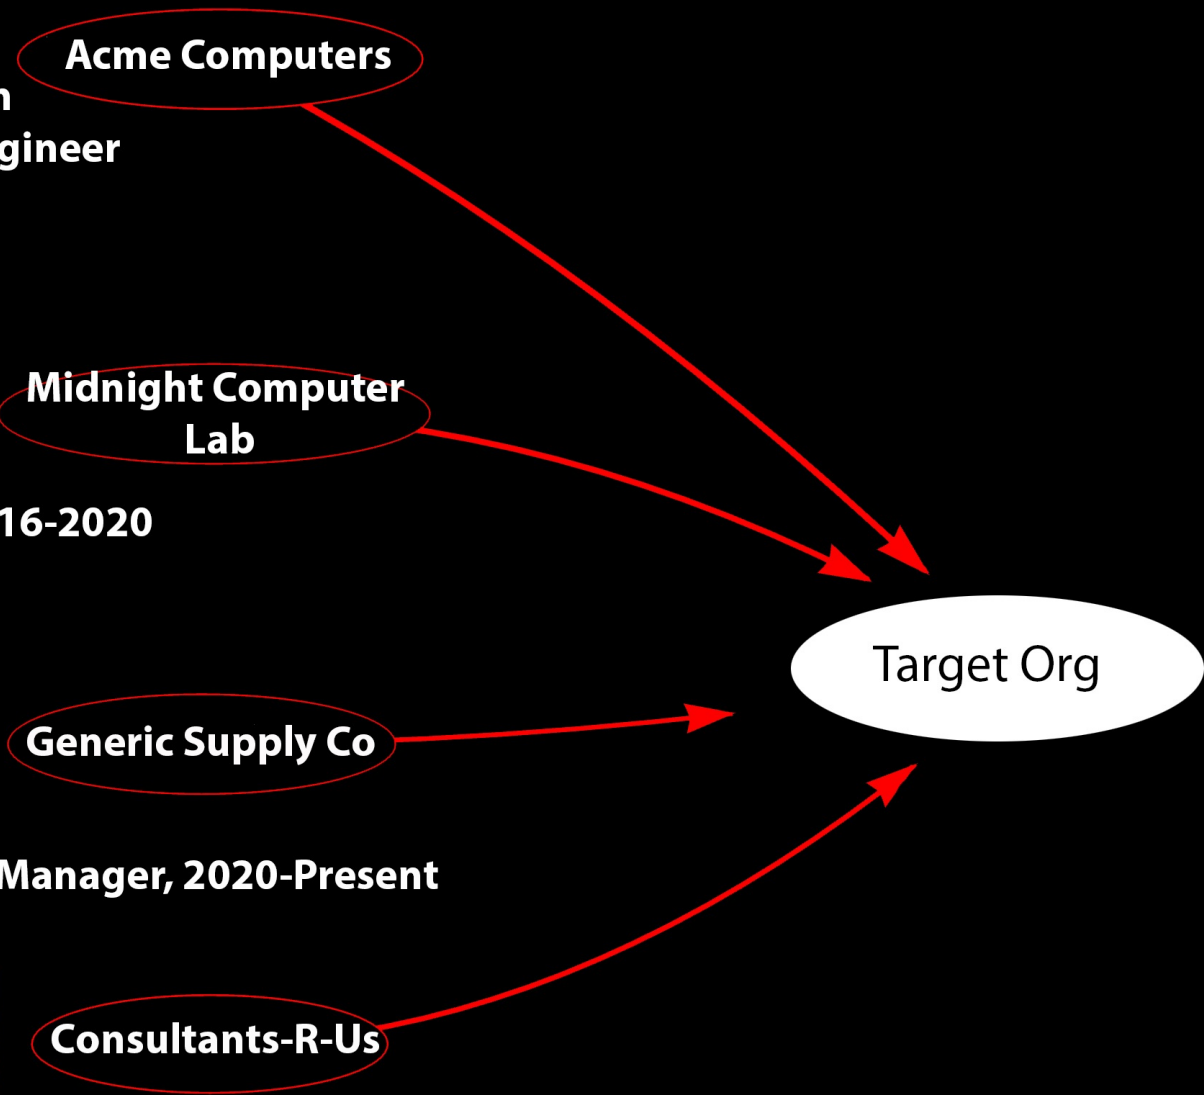 Acme Computers
n
gineer
Midnight Computer
Lab
16-2020
Target Org
Generic Supply Co
Manager, 2020-Present
Consultants-R-Us